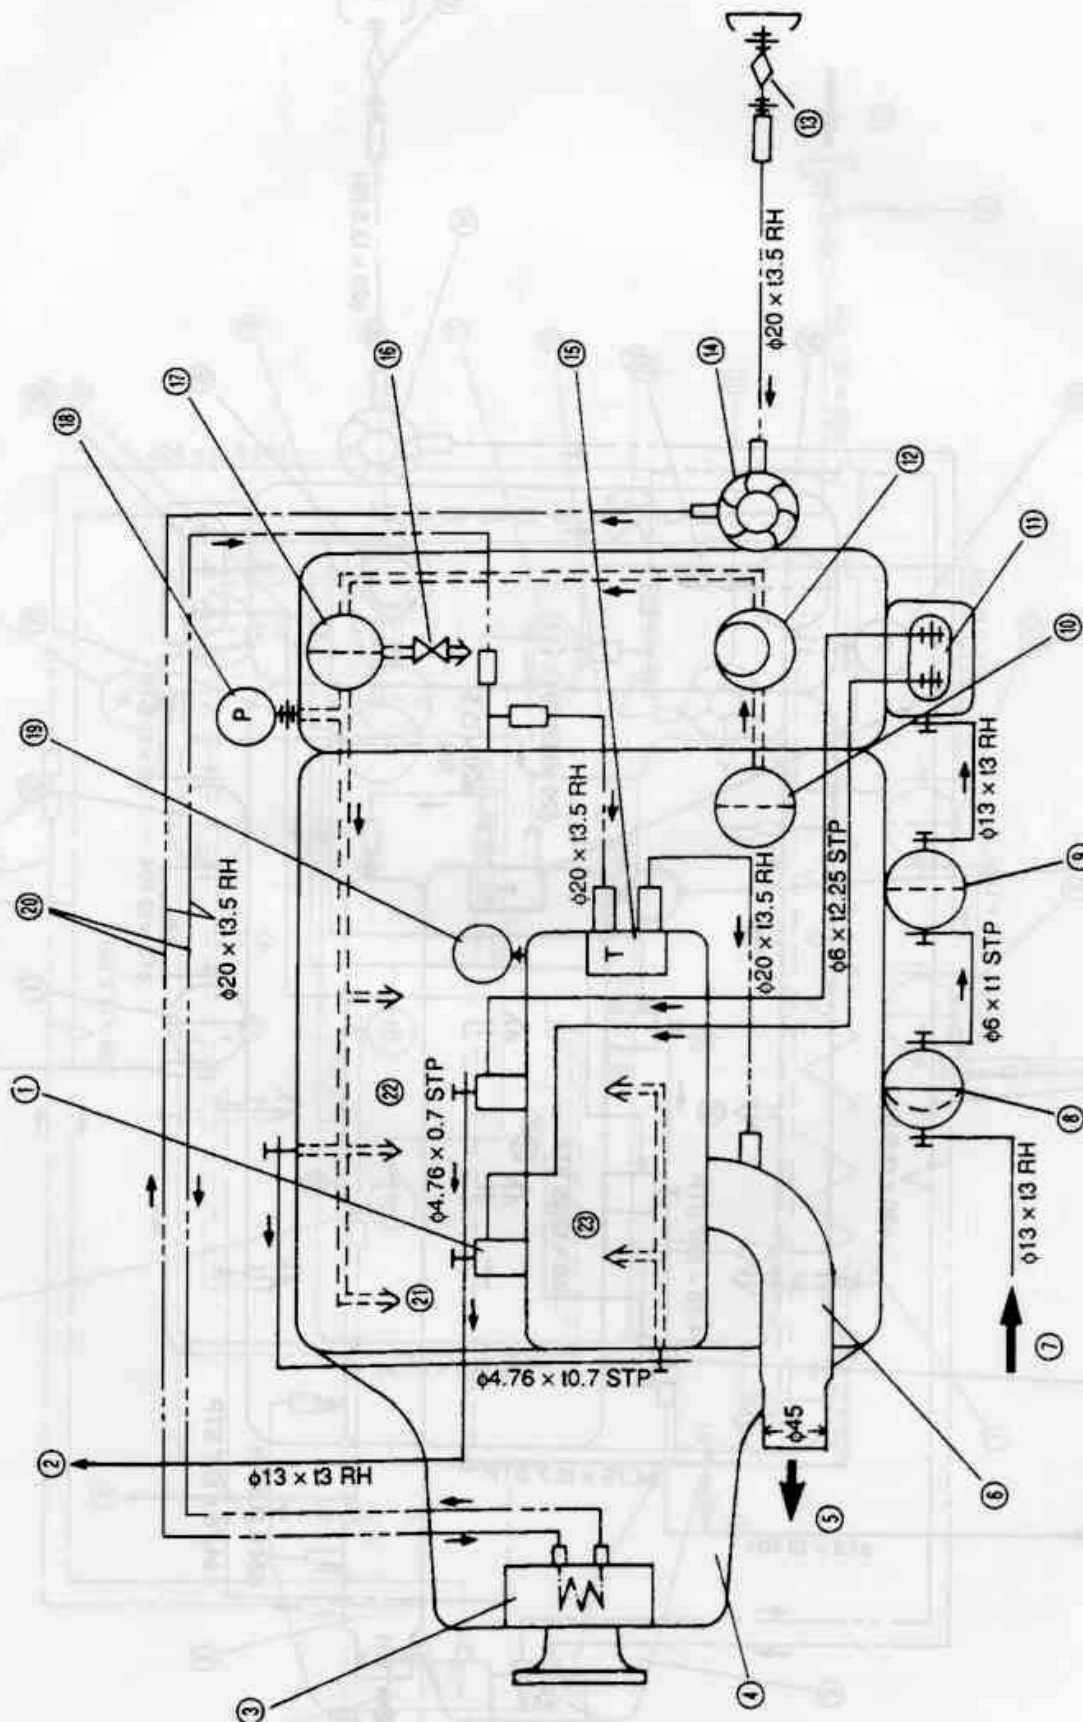 ⑬
φ20 × t3.5 RH
⑯
⑮
⑭
⑰
⑱
⑫
P
⑪
⑩
⑲
⑳
φ20 × t3.5 RH
φ20 × t3.5 RH
T
φ20 × t3.5 RH
φ6 × t2.25 STP
φ13 × t3 RH
⑨
φ6 × t1 STP
①
㉒
φ4.76 × 0.7 STP
⑧
㉓
φ13 × t3 RH
㉑
⑦
φ4.76 × t0.7 STP
②
φ13 × t3 RH
φ45
⑤
⑥
③
④